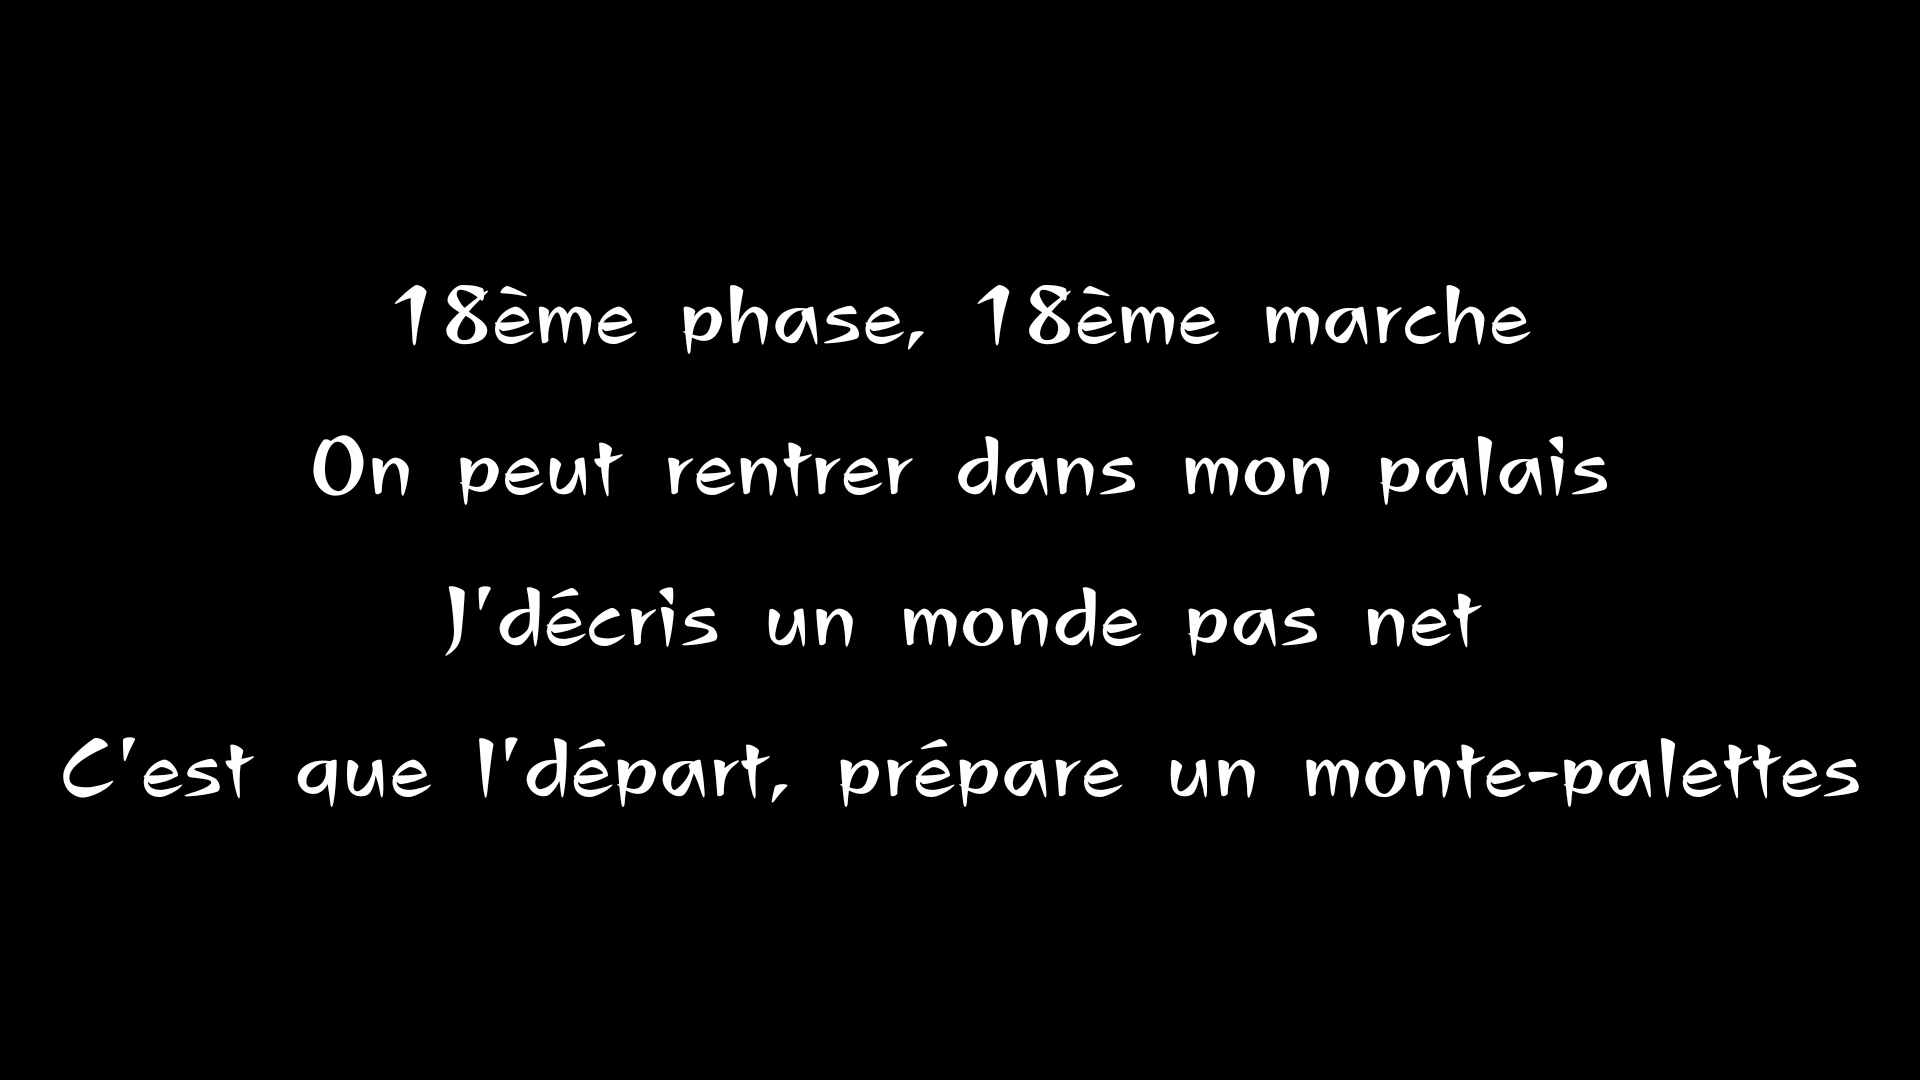 18ème phase, 18ème marche
On peut rentrer dans mon palais
J'décris un monde pas net
C'est que l'départ, prépare un monte-palettes